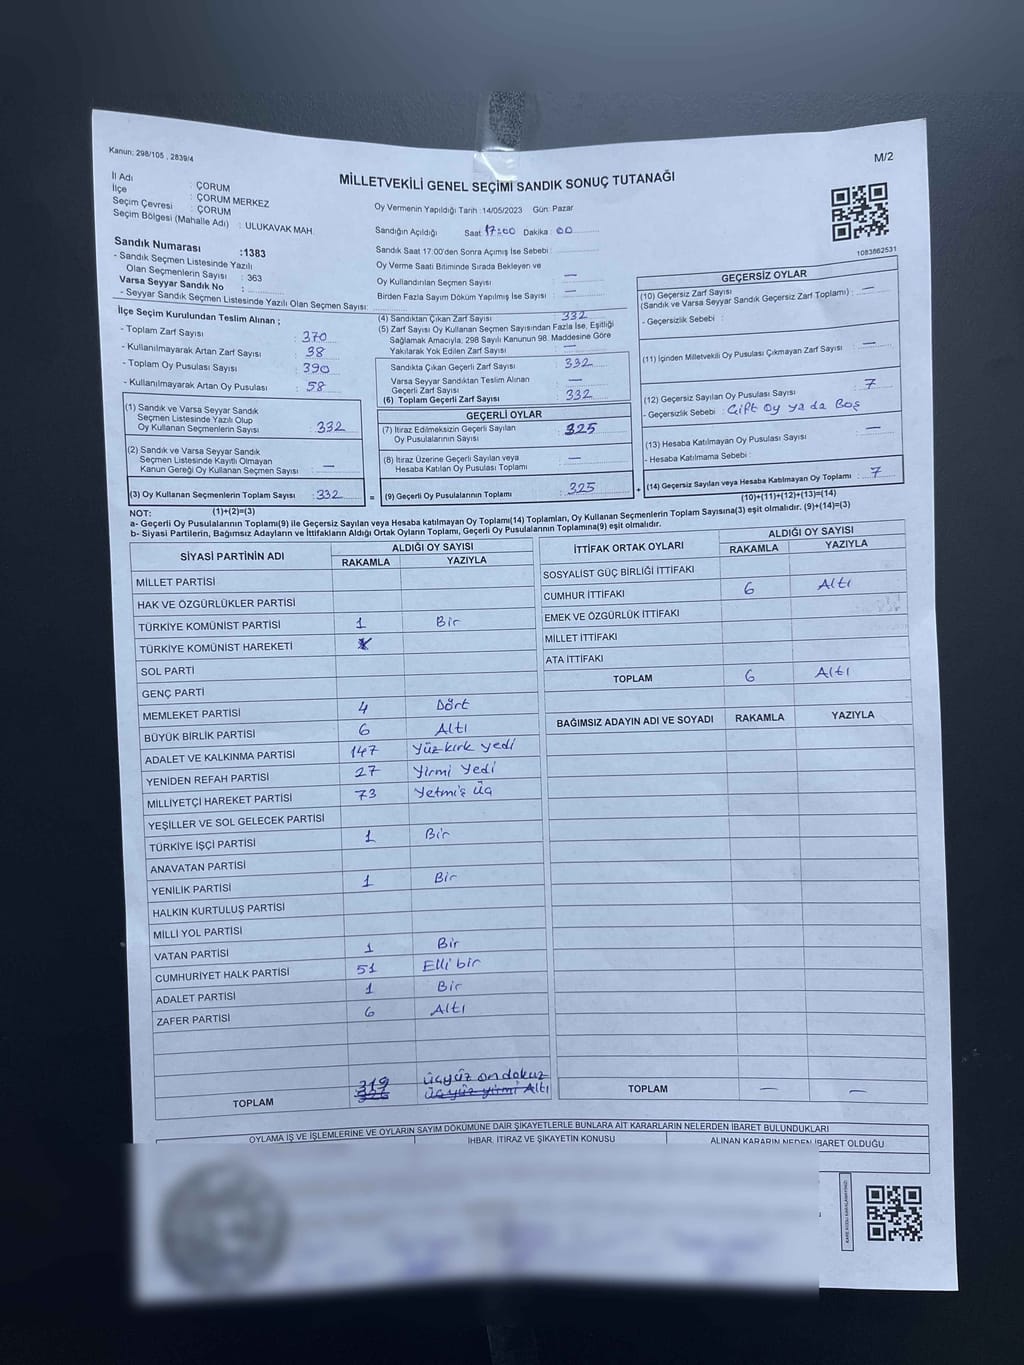 Kanun: 298/105 , 2839/4
M/2
MİLLETVEKİLİ GENEL SEÇİMİ SANDIK SONUÇ TUTANAĞI
İl Adı : ÇORUM
İlçe : ÇORUM MERKEZ
Seçim Çevresi : ÇORUM
Seçim Bölgesi (Mahalle Adı) : ULUKAVAK MAH.
Sandık Numarası :1383
- Sandık Seçmen Listesinde Yazılı
Olan Seçmenlerin Sayısı : 363
Varsa Seyyar Sandık No :
- Seyyar Sandık Seçmen Listesinde Yazılı Olan Seçmen Sayısı:
Oy Vermenin Yapıldığı Tarih :14/05/2023 Gün: Pazar
Sandığın Açıldığı Saat 17:00 Dakika 00
Sandık Saat 17.00'den Sonra Açımış İse Sebebi :
Oy Verme Saati Bitiminde Sırada Bekleyen ve
Oy Kullandırılan Seçmen Sayısı : —
Birden Fazla Sayım Döküm Yapılmış İse Sayısı : —
1083862531
İlçe Seçim Kurulundan Teslim Alınan ;
- Toplam Zarf Sayısı : 370
- Kullanılmayarak Artan Zarf Sayısı : 38
- Toplam Oy Pusulası Sayısı : 390
- Kullanılmayarak Artan Oy Pusulası : 58
(1) Sandık ve Varsa Seyyar Sandık
Seçmen Listesinde Yazılı Olup
Oy Kullanan Seçmenlerin Sayısı : 332
(2) Sandık ve Varsa Seyyar Sandık
Seçmen Listesinde Kayıtlı Olmayan
Kanun Gereği Oy Kullanan Seçmen Sayısı : —
(3) Oy Kullanan Seçmenlerin Toplam Sayısı : 332 =
(4) Sandıktan Çıkan Zarf Sayısı : 332
(5) Zarf Sayısı Oy Kullanan Seçmen Sayısından Fazla İse, Eşitliği
Sağlamak Amacıyla, 298 Sayılı Kanunun 98. Maddesine Göre
Yakılarak Yok Edilen Zarf Sayısı : —
Sandıkta Çıkan Geçerli Zarf Sayısı : 332
Varsa Seyyar Sandıktan Teslim Alınan
Geçerli Zarf Sayısı : —
(6) Toplam Geçerli Zarf Sayısı : 332
GEÇERLİ OYLAR
(7) İtiraz Edilmeksizin Geçerli Sayılan
Oy Pusulalarının Sayısı : 325
(8) İtiraz Üzerine Geçerli Sayılan veya
Hesaba Katılan Oy Pusulası Toplamı : —
(9) Geçerli Oy Pusulalarının Toplamı : 325 +
GEÇERSİZ OYLAR
(10) Geçersiz Zarf Sayısı
(Sandık ve Varsa Seyyar Sandık Geçersiz Zarf Toplamı) : —
- Geçersizlik Sebebi :
(11) İçinden Milletvekili Oy Pusulası Çıkmayan Zarf Sayısı : —
(12) Geçersiz Sayılan Oy Pusulası Sayısı : 7
- Geçersizlik Sebebi : Çift oy ya da Boş
(13) Hesaba Katılmayan Oy Pusulası Sayısı : —
- Hesaba Katılmama Sebebi :
(14) Geçersiz Sayılan veya Hesaba Katılmayan Oy Toplamı : 7
NOT: (1)+(2)=(3) (10)+(11)+(12)+(13)=(14)
a- Geçerli Oy Pusulalarının Toplamı(9) ile Geçersiz Sayılan veya Hesaba katılmayan Oy Toplamı(14) Toplamları, Oy Kullanan Seçmenlerin Toplam Sayısına(3) eşit olmalıdır. (9)+(14)=(3)
b- Siyasi Partilerin, Bağımsız Adayların ve İttifakların Aldığı Ortak Oyların Toplamı, Geçerli Oy Pusulalarının Toplamına(9) eşit olmalıdır.
SİYASİ PARTİNİN ADI ALDIĞI OY SAYISI
RAKAMLA YAZIYLA
MİLLET PARTİSİ
HAK VE ÖZGÜRLÜKLER PARTİSİ
TÜRKİYE KOMÜNİST PARTİSİ 1 Bir
TÜRKİYE KOMÜNİST HAREKETİ
SOL PARTİ
GENÇ PARTİ
MEMLEKET PARTİSİ 4 Dört
BÜYÜK BİRLİK PARTİSİ 6 Altı
ADALET VE KALKINMA PARTİSİ 147 Yüz kırk yedi
YENİDEN REFAH PARTİSİ 27 Yirmi Yedi
MİLLİYETÇİ HAREKET PARTİSİ 73 Yetmiş Üç
YEŞİLLER VE SOL GELECEK PARTİSİ
TÜRKİYE İŞÇİ PARTİSİ 1 Bir
ANAVATAN PARTİSİ
YENİLİK PARTİSİ 1 Bir
HALKIN KURTULUŞ PARTİSİ
MİLLİ YOL PARTİSİ
VATAN PARTİSİ 1 Bir
CUMHURİYET HALK PARTİSİ 51 Elli bir
ADALET PARTİSİ 1 Bir
ZAFER PARTİSİ 6 Altı
319 üçyüz ondokuz
TOPLAM 326 üçyüz yirmi Altı
İTTİFAK ORTAK OYLARI ALDIĞI OY SAYISI
RAKAMLA YAZIYLA
SOSYALIST GÜÇ BİRLİĞİ İTTİFAKI
CUMHUR İTTİFAKI 6 Altı
EMEK VE ÖZGÜRLÜK İTTİFAKI
MİLLET İTTİFAKI
ATA İTTİFAKI
TOPLAM 6 Altı
BAĞIMSIZ ADAYIN ADI VE SOYADI RAKAMLA YAZIYLA
TOPLAM — —
OYLAMA İŞ VE İŞLEMLERİNE VE OYLARIN SAYIM DÖKÜMÜNE DAİR ŞİKAYETLERLE BUNLARA AİT KARARLARIN NELERDEN İBARET BULUNDUKLARI
İHBAR, İTİRAZ VE ŞİKAYETİN KONUSU ALINAN KARARIN NEDEN İBARET OLDUĞU